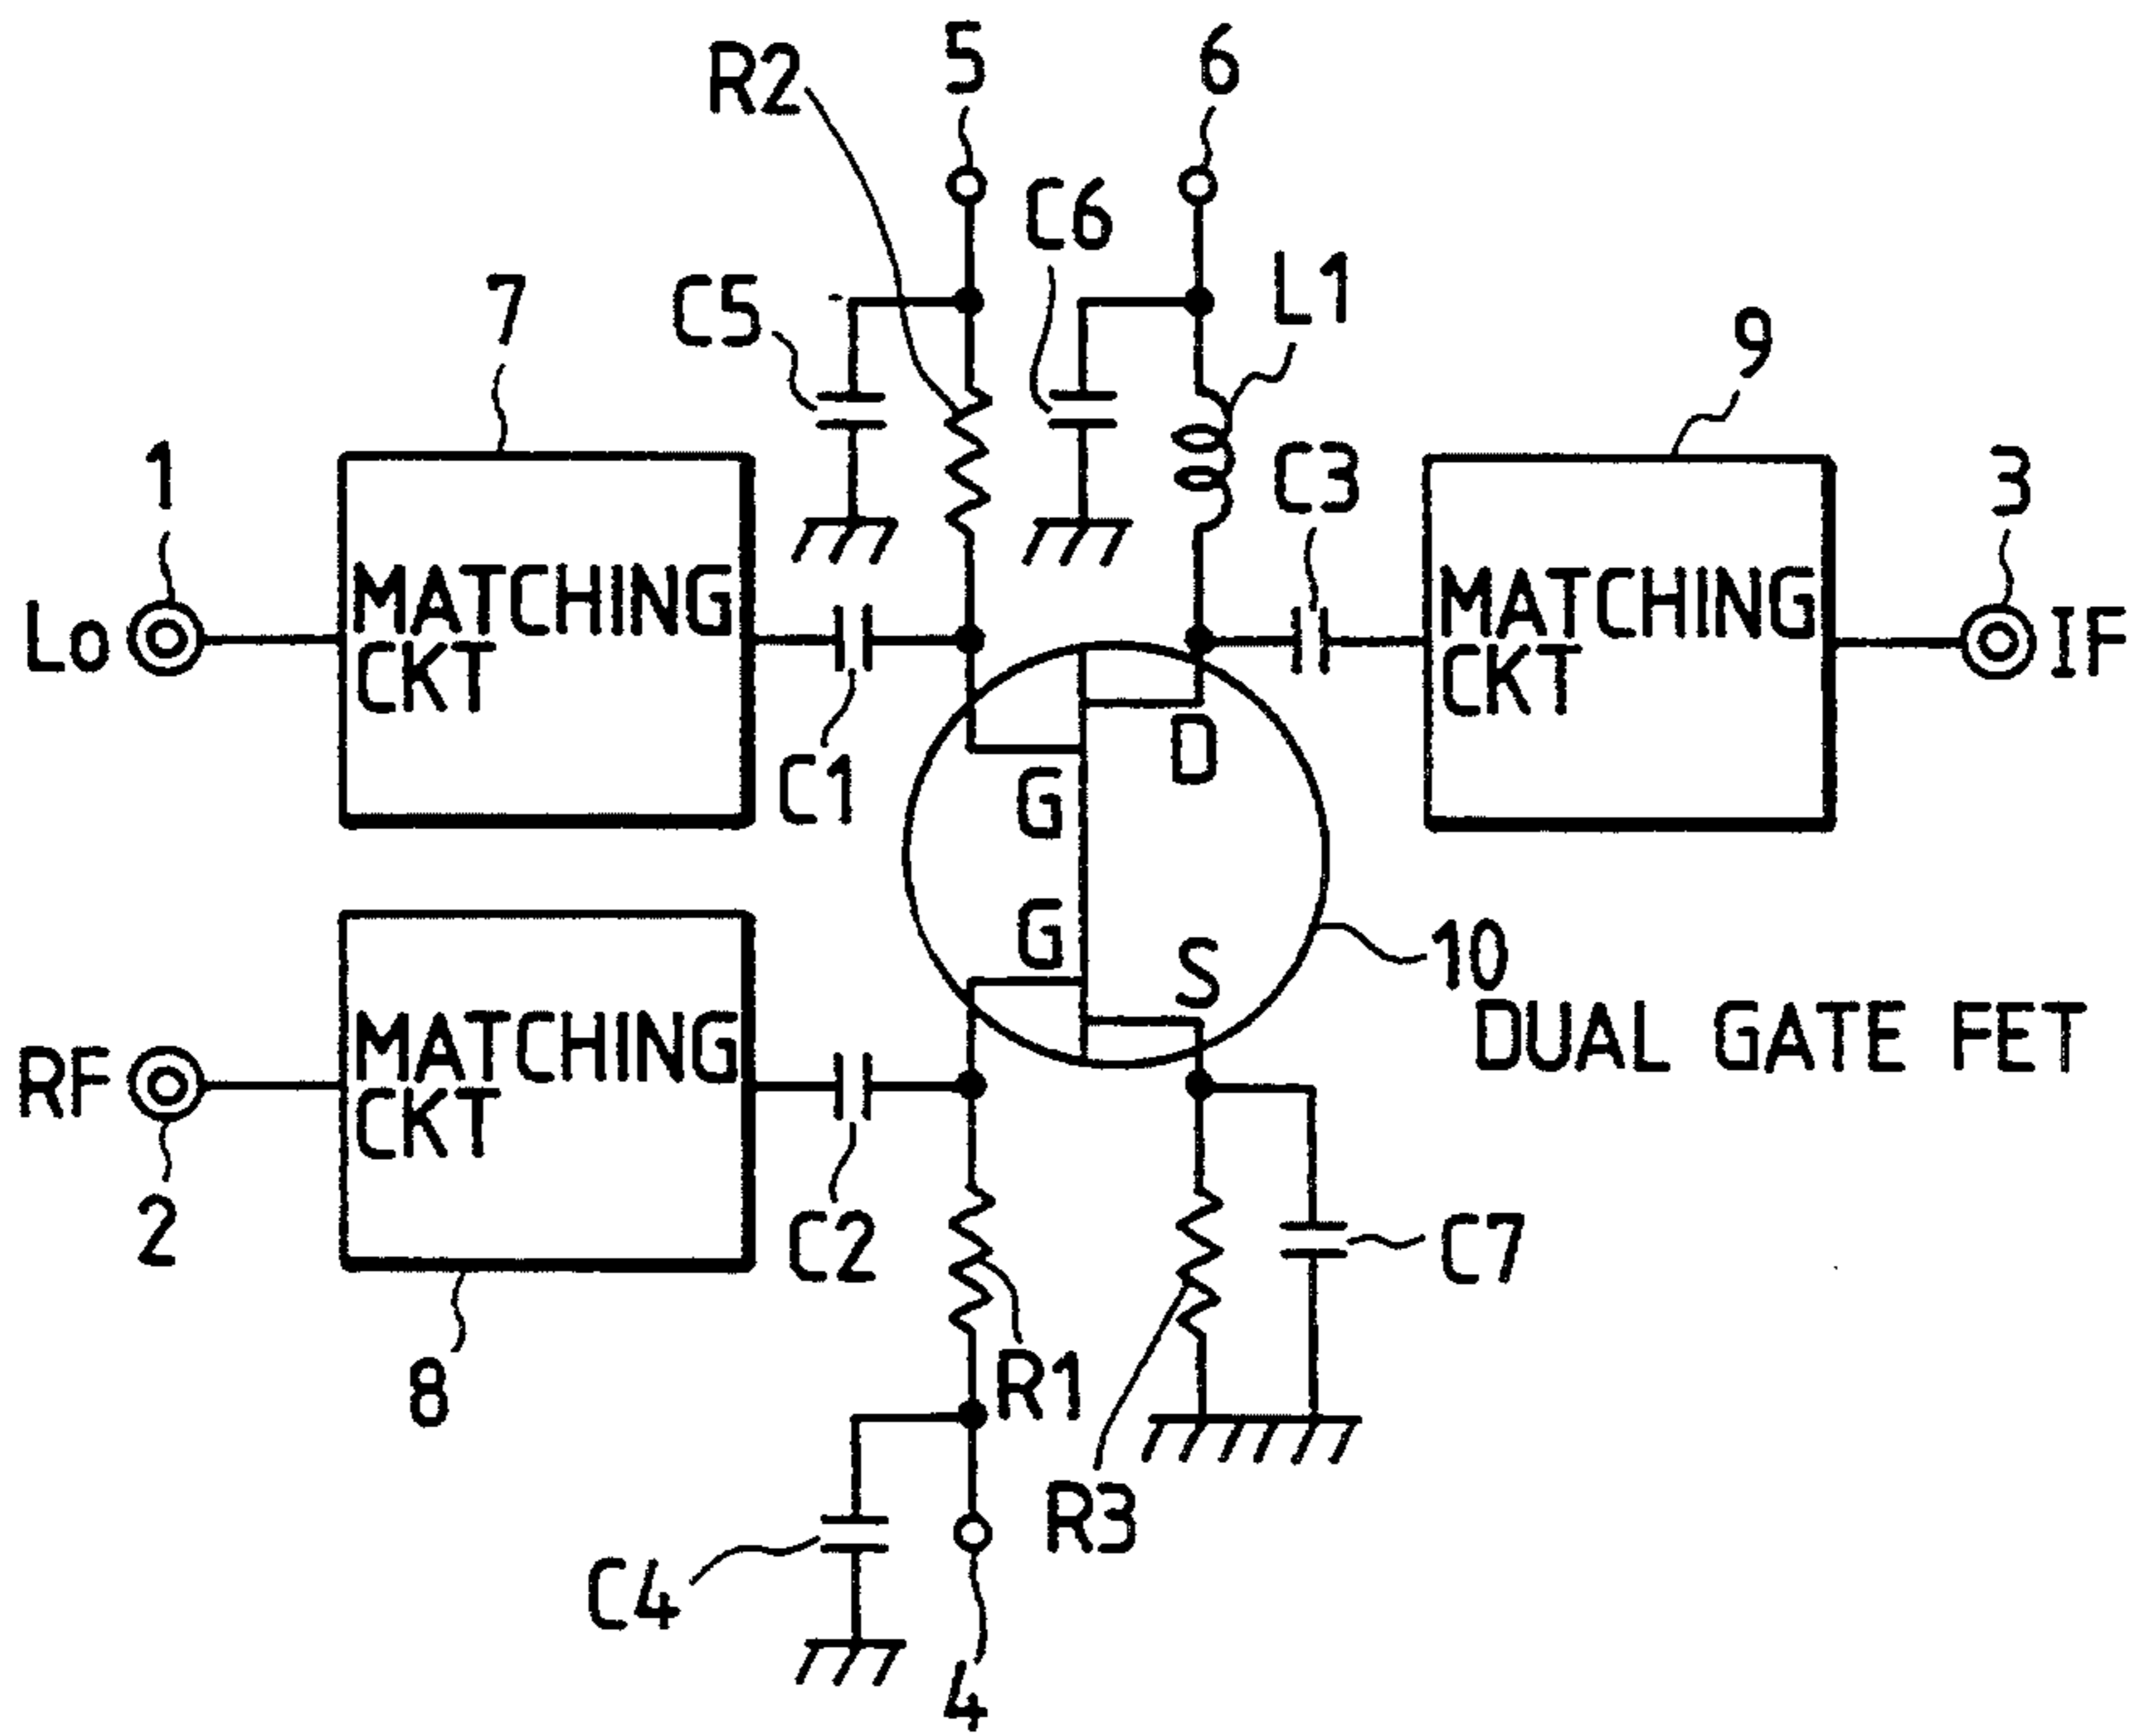 5
6
R2
C6
C5
L1
7
9
1
C3
3
Lo
MATCHING
CKT
MATCHING
CKT
IF
C1
D
G
G
S
10
DUAL GATE FET
RF
MATCHING
CKT
2
C2
C7
8
R1
R3
C4
4